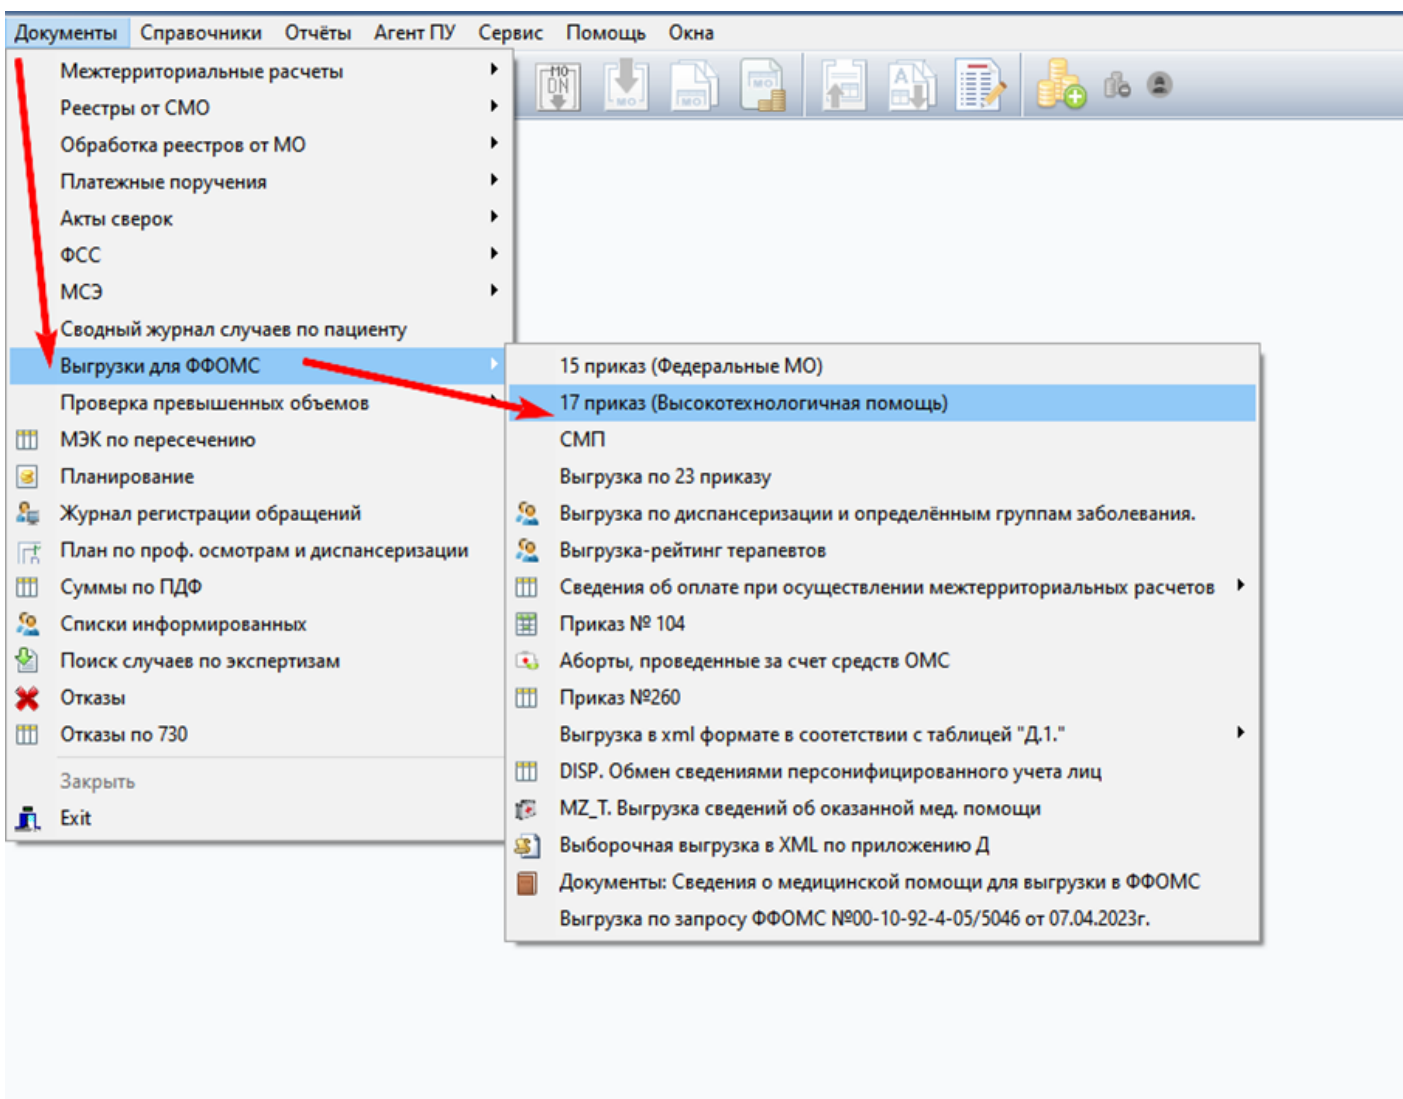 Документы Справочники Отчёты Агент ПУ Сервис Помощь Окна
Межтерриториальные расчеты
Реестры от СМО
Обработка реестров от МО
Платежные поручения
Акты сверок
ФСС
МСЭ
Сводный журнал случаев по пациенту
Выгрузки для ФФОМС
Проверка превышенных объемов
МЭК по пересечению
Планирование
Журнал регистрации обращений
План по проф. осмотрам и диспансеризации
Суммы по ПДФ
Списки информированных
Поиск случаев по экспертизам
Отказы
Отказы по 730
Закрыть
Exit
MO
DN
MO
MO
MO
A
15 приказ (Федеральные МО)
17 приказ (Высокотехнологичная помощь)
СМП
Выгрузка по 23 приказу
Выгрузка по диспансеризации и определённым группам заболевания.
Выгрузка-рейтинг терапевтов
Сведения об оплате при осуществлении межтерриториальных расчетов
Приказ № 104
Аборты, проведенные за счет средств ОМС
Приказ №260
Выгрузка в xml формате в соотетствии с таблицей "Д.1."
DISP. Обмен сведениями персонифицированного учета лиц
MZ_T. Выгрузка сведений об оказанной мед. помощи
Выборочная выгрузка в XML по приложению Д
Документы: Сведения о медицинской помощи для выгрузки в ФФОМС
Выгрузка по запросу ФФОМС №00-10-92-4-05/5046 от 07.04.2023г.